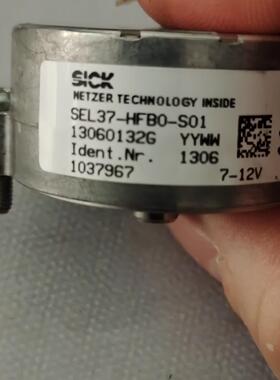 SICK
NETZER TECHNOLOGY INSIDE
SEL37-HFB0-S01
13060132G YYWW
Ident.Nr. 1306
1037967 7-12V